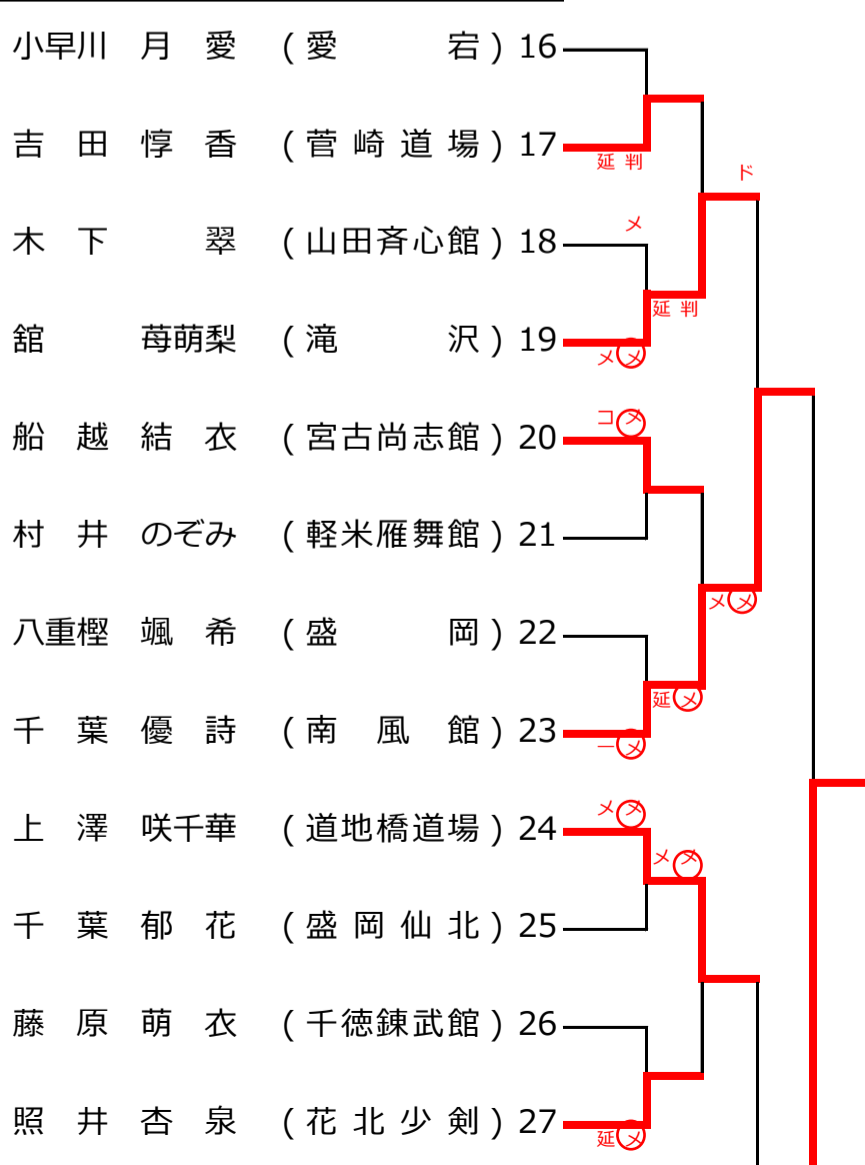 小早川 月 愛 (愛 宕) 16
吉 田 惇 香 (菅崎道場) 17
延 判
ド
メ
木 下 翠 (山田斉心館) 18
延 判
舘 苺萌梨 (滝 沢) 19
メ メ
コ メ
船 越 結 衣 (宮古尚志館) 20
村 井 のぞみ (軽米雁舞館) 21
メ メ
八重樫 颯 希 (盛 岡) 22
延 メ
千 葉 優 詩 (南 風 館) 23
一 メ
メ メ
上 澤 咲千華 (道地橋道場) 24
メ メ
千 葉 郁 花 (盛岡仙北) 25
藤 原 萌 衣 (千徳錬武館) 26
照 井 杏 泉 (花北少剣) 27
延 メ